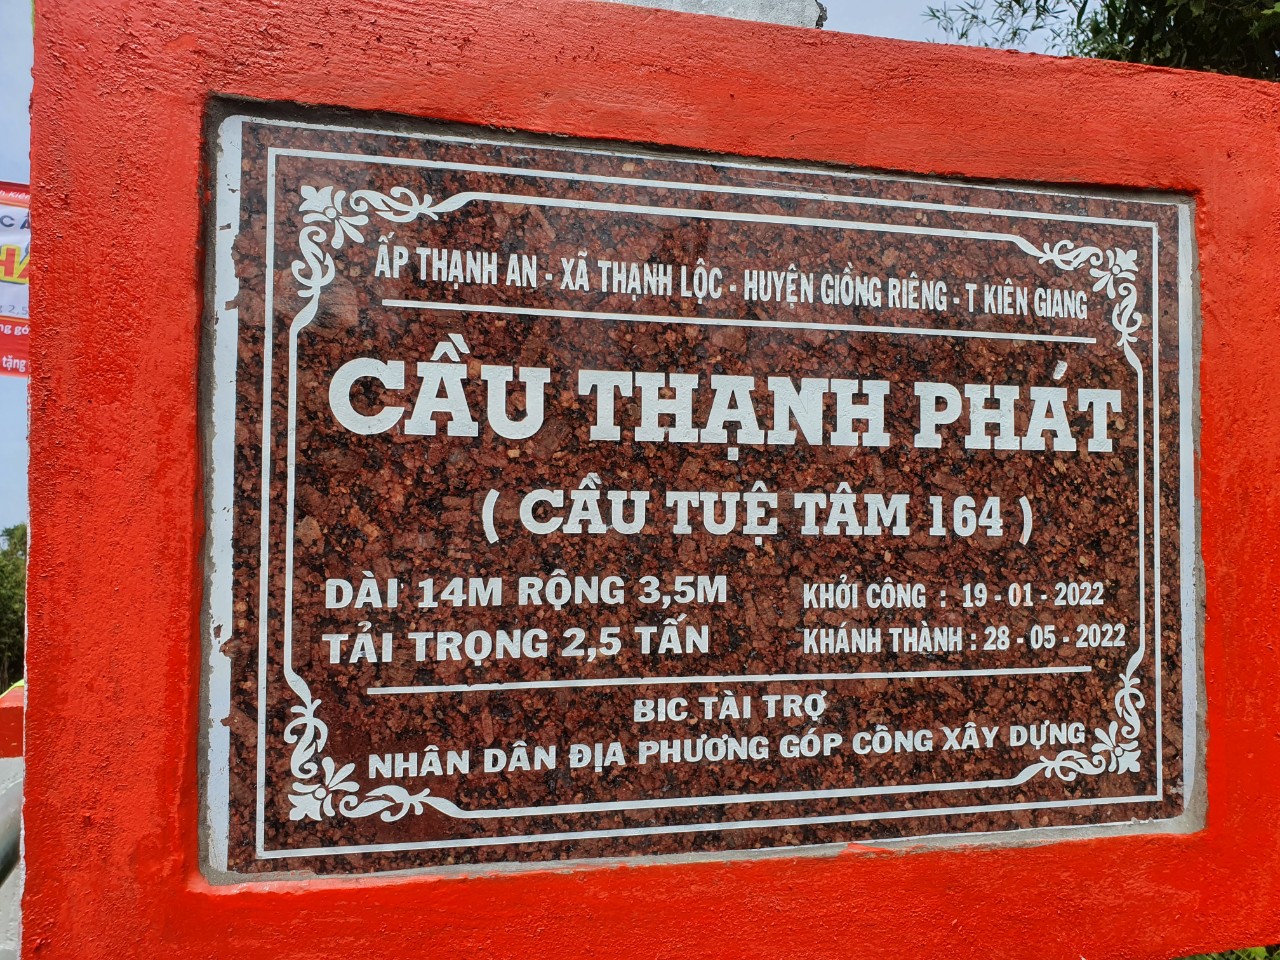 ẤP THẠNH AN - XÃ THẠNH LỘC - HUYỆN GIỒNG RIỀNG - T KIÊN GIANG
CẦU THẠNH PHÁT
( CẦU TUỆ TÂM 164 )
DÀI 14M RỘNG 3,5M
TẢI TRỌNG 2,5 TẤN
KHỞI CÔNG : 19 - 01 - 2022
KHÁNH THÀNH : 28 - 05 - 2022
BIC TÀI TRỢ
NHÂN DÂN ĐỊA PHƯƠNG GÓP CÔNG XÂY DỰNG